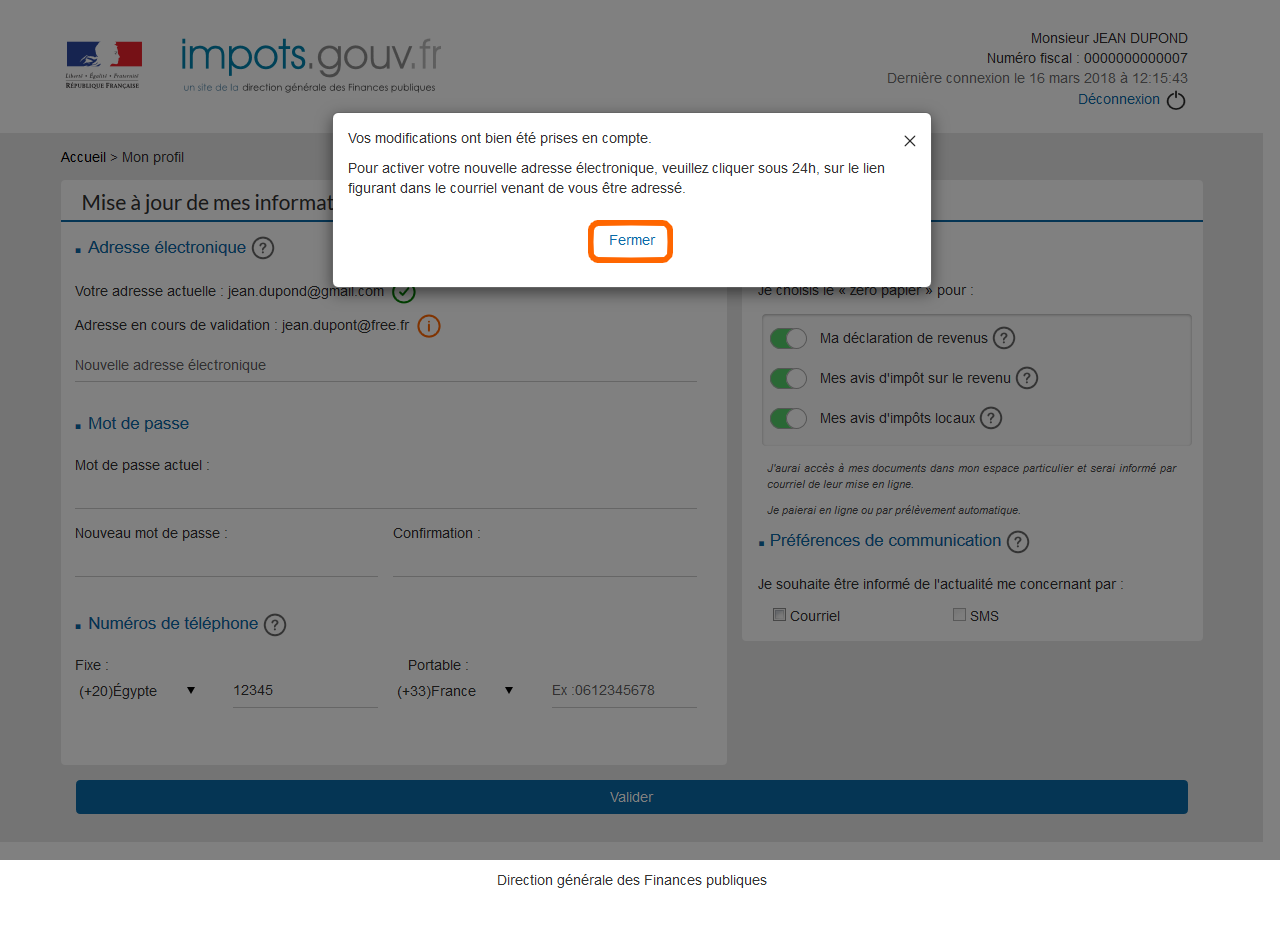 Liberté • Égalité • Fraternité
RÉPUBLIQUE FRANÇAISE
impots.gouv.fr
un site de la direction générale des Finances publiques
Monsieur JEAN DUPOND
Numéro fiscal : 0000000000007
Dernière connexion le 16 mars 2018 à 12:15:43
Déconnexion
Vos modifications ont bien été prises en compte.
Pour activer votre nouvelle adresse électronique, veuillez cliquer sous 24h, sur le lien
figurant dans le courriel venant de vous être adressé.
Fermer
Accueil > Mon profil
Mise à jour de mes informat
Adresse électronique ?
Votre adresse actuelle : jean.dupond@gmail.com
Adresse en cours de validation : jean.dupont@free.fr i
Nouvelle adresse électronique
Mot de passe
Mot de passe actuel :
Nouveau mot de passe :
Confirmation :
Numéros de téléphone ?
Fixe :
Portable :
(+20)Égypte
12345
(+33)France
Ex :0612345678
Je choisis le « zéro papier » pour :
Ma déclaration de revenus ?
Mes avis d'impôt sur le revenu ?
Mes avis d'impôts locaux ?
J'aurai accès à mes documents dans mon espace particulier et serai informé par
courriel de leur mise en ligne.
Je paierai en ligne ou par prélèvement automatique.
Préférences de communication ?
Je souhaite être informé de l'actualité me concernant par :
Courriel
SMS
Valider
Direction générale des Finances publiques